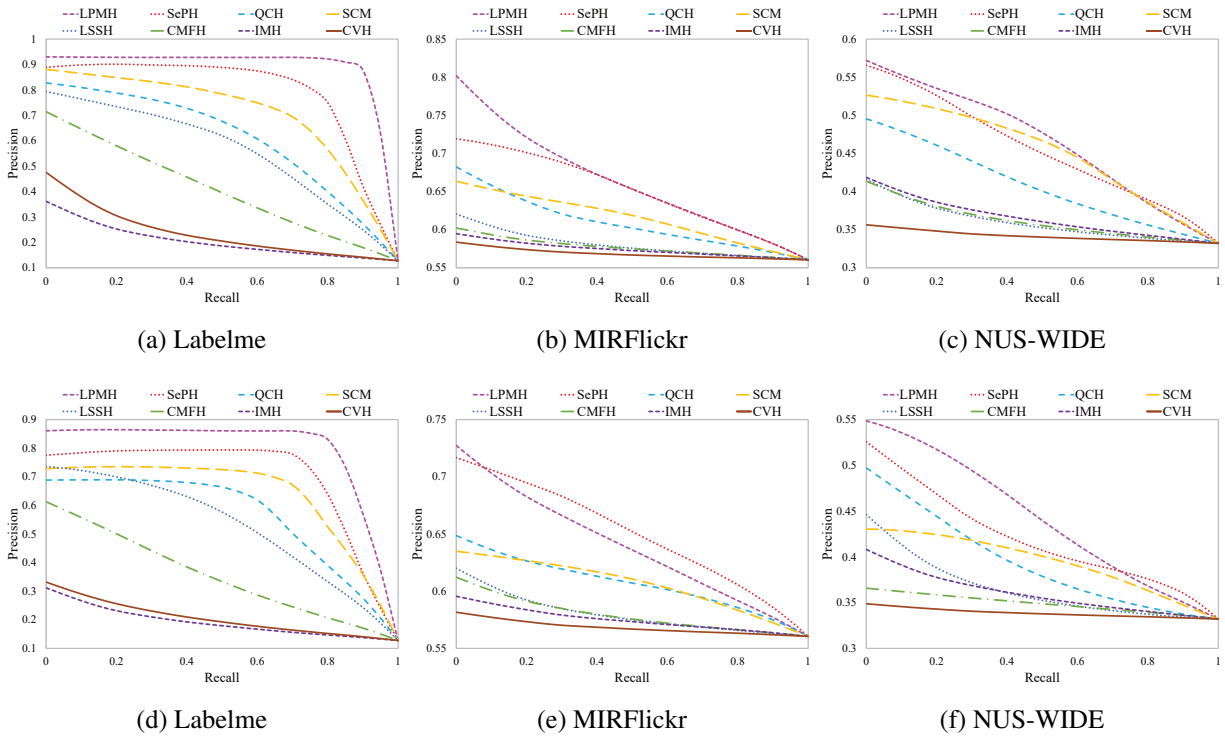 LPMH SePH QCH SCM
LSSH CMFH IMH CVH
1
0.9
0.8
0.7
0.6
0.5
0.4
0.3
0.2
0.1
0 0.2 0.4 0.6 0.8 1
Precision
Recall
(a) Labelme
LPMH SePH QCH SCM
LSSH CMFH IMH CVH
0.85
0.8
0.75
0.7
0.65
0.6
0.55
0 0.2 0.4 0.6 0.8 1
Precision
Recall
(b) MIRFlickr
LPMH SePH QCH SCM
LSSH CMFH IMH CVH
0.6
0.55
0.5
0.45
0.4
0.35
0.3
0 0.2 0.4 0.6 0.8 1
Precision
Recall
(c) NUS-WIDE
LPMH SePH QCH SCM
LSSH CMFH IMH CVH
0.9
0.8
0.7
0.6
0.5
0.4
0.3
0.2
0.1
0 0.2 0.4 0.6 0.8 1
Precision
Recall
(d) Labelme
LPMH SePH QCH SCM
LSSH CMFH IMH CVH
0.75
0.7
0.65
0.6
0.55
0 0.2 0.4 0.6 0.8 1
Precision
Recall
(e) MIRFlickr
LPMH SePH QCH SCM
LSSH CMFH IMH CVH
0.55
0.5
0.45
0.4
0.35
0.3
0 0.2 0.4 0.6 0.8 1
Precision
Recall
(f) NUS-WIDE